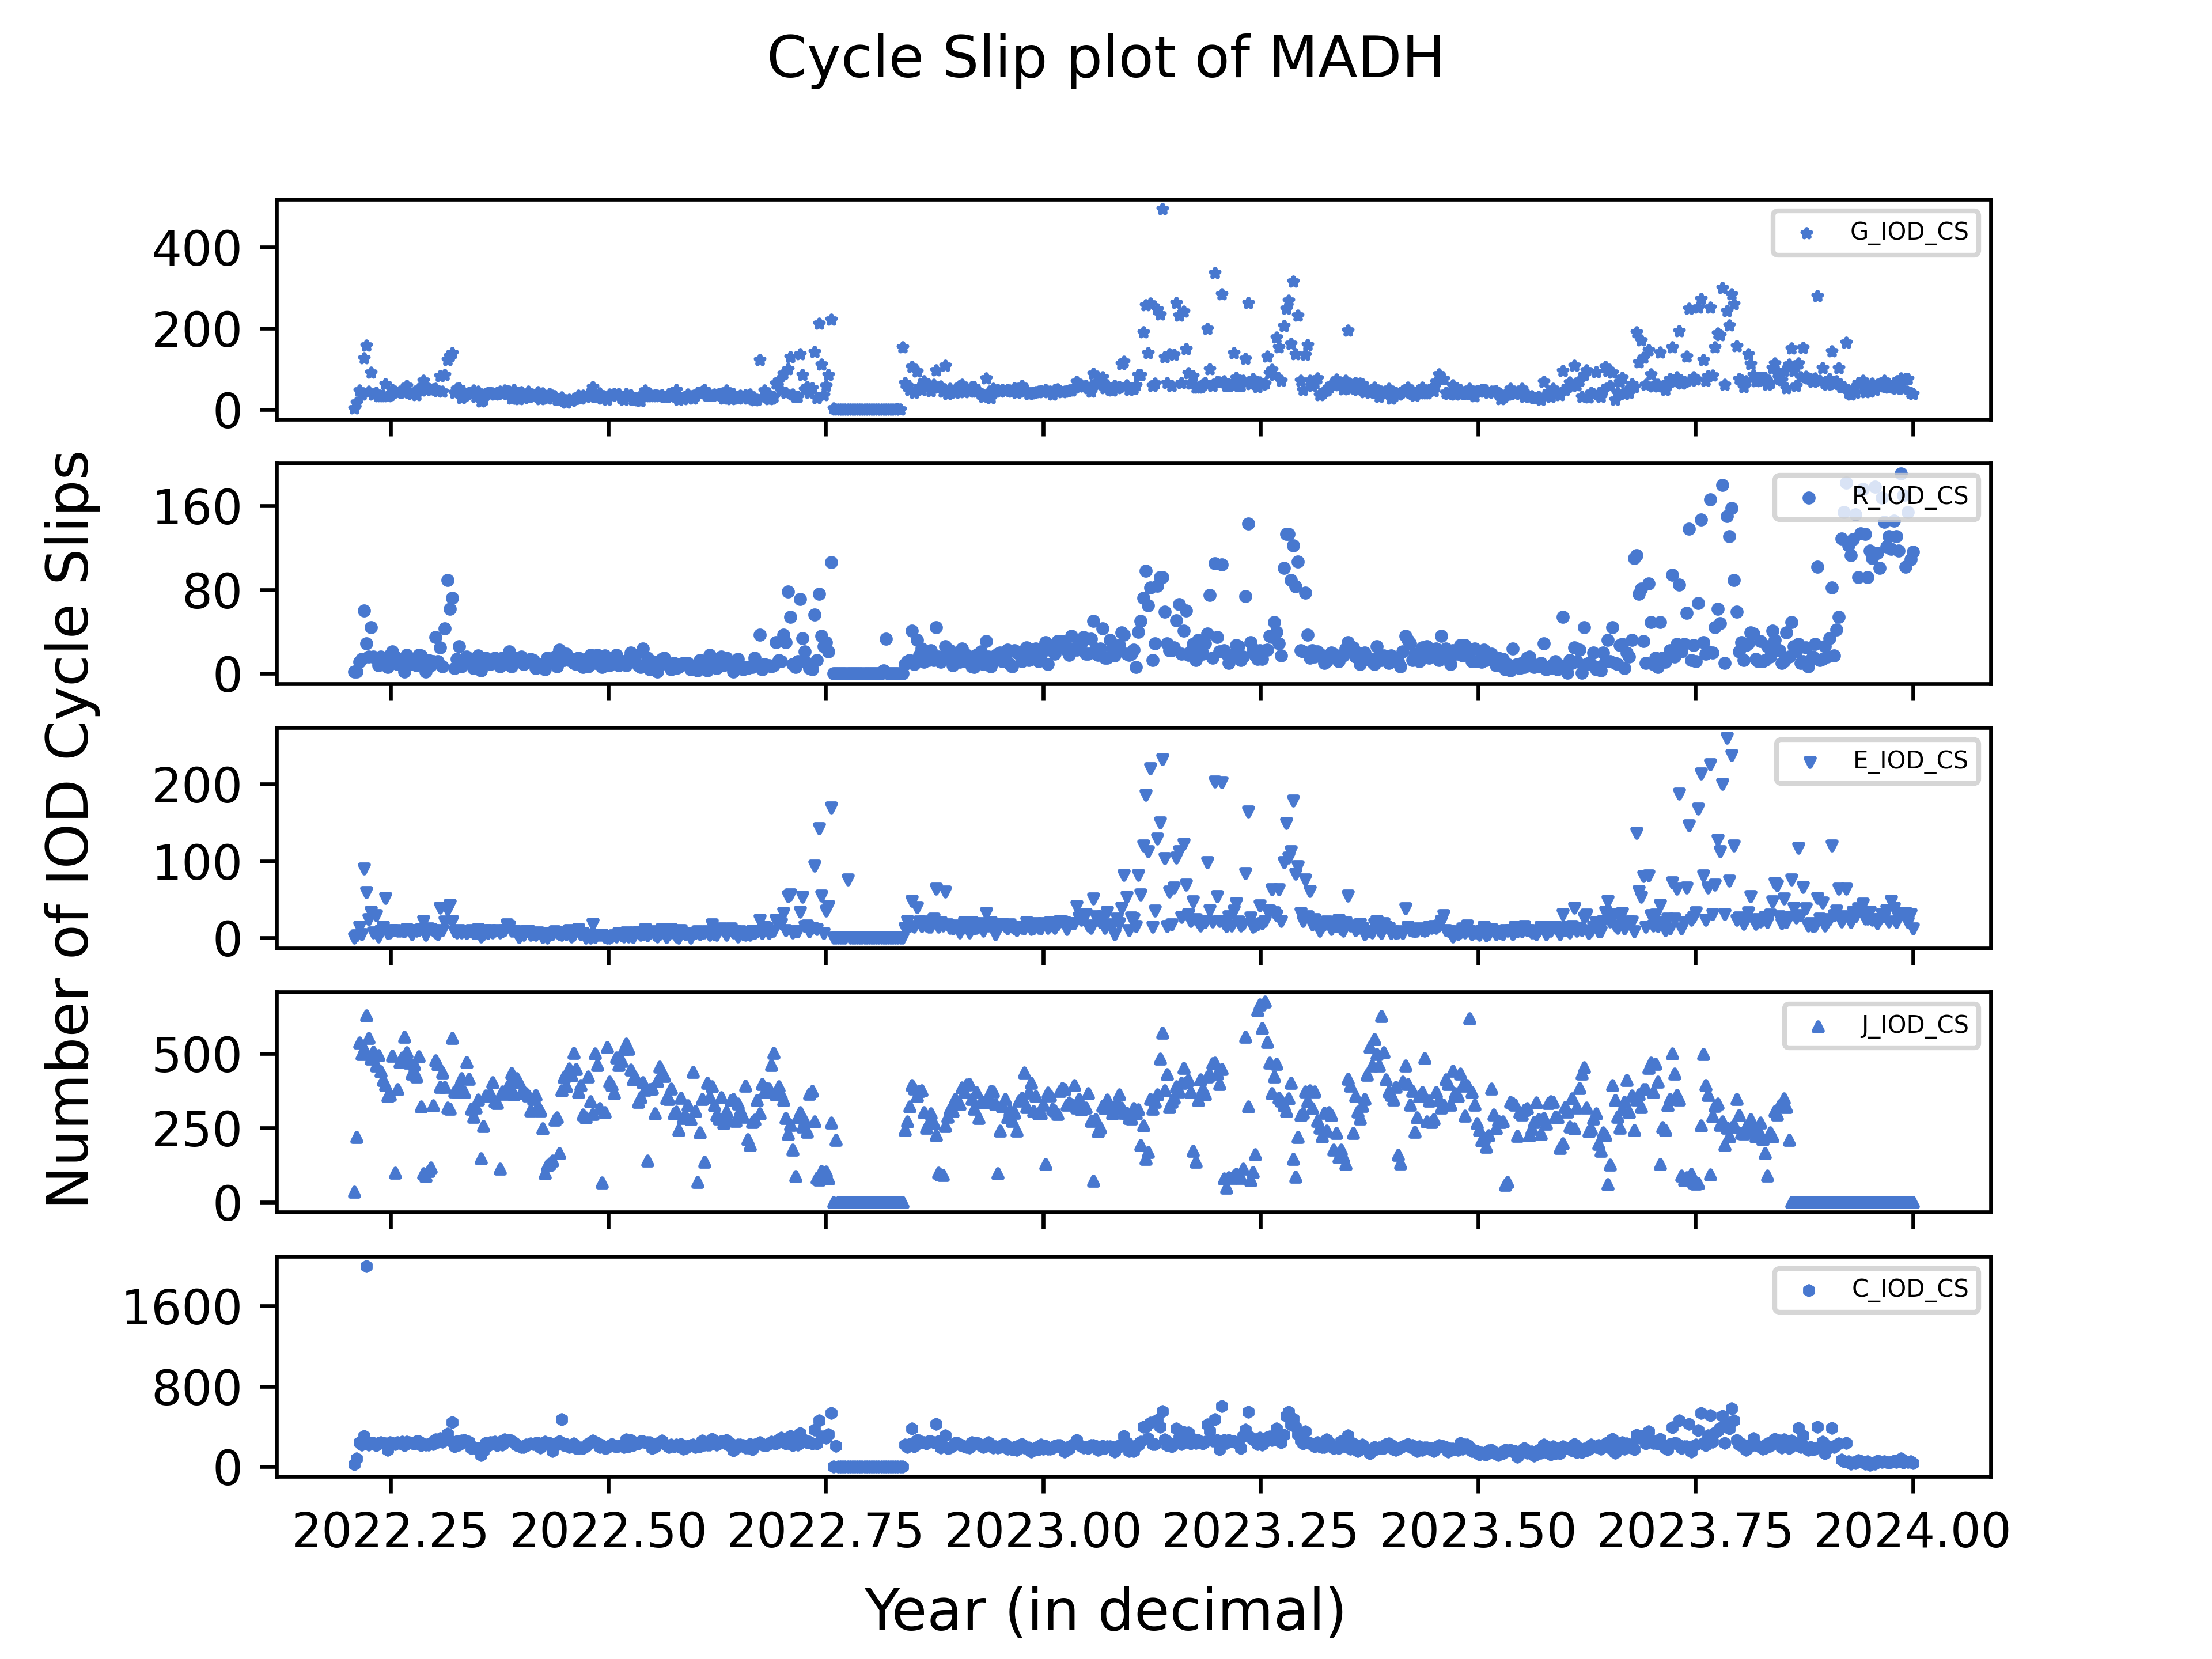 Cycle Slip plot of MADH
Number of IOD Cycle Slips
400
200
0
G_IOD_CS
160
80
0
R_IOD_CS
200
100
0
E_IOD_CS
500
250
0
J_IOD_CS
1600
800
0
C_IOD_CS
2022.25 2022.50 2022.75 2023.00 2023.25 2023.50 2023.75 2024.00
Year (in decimal)